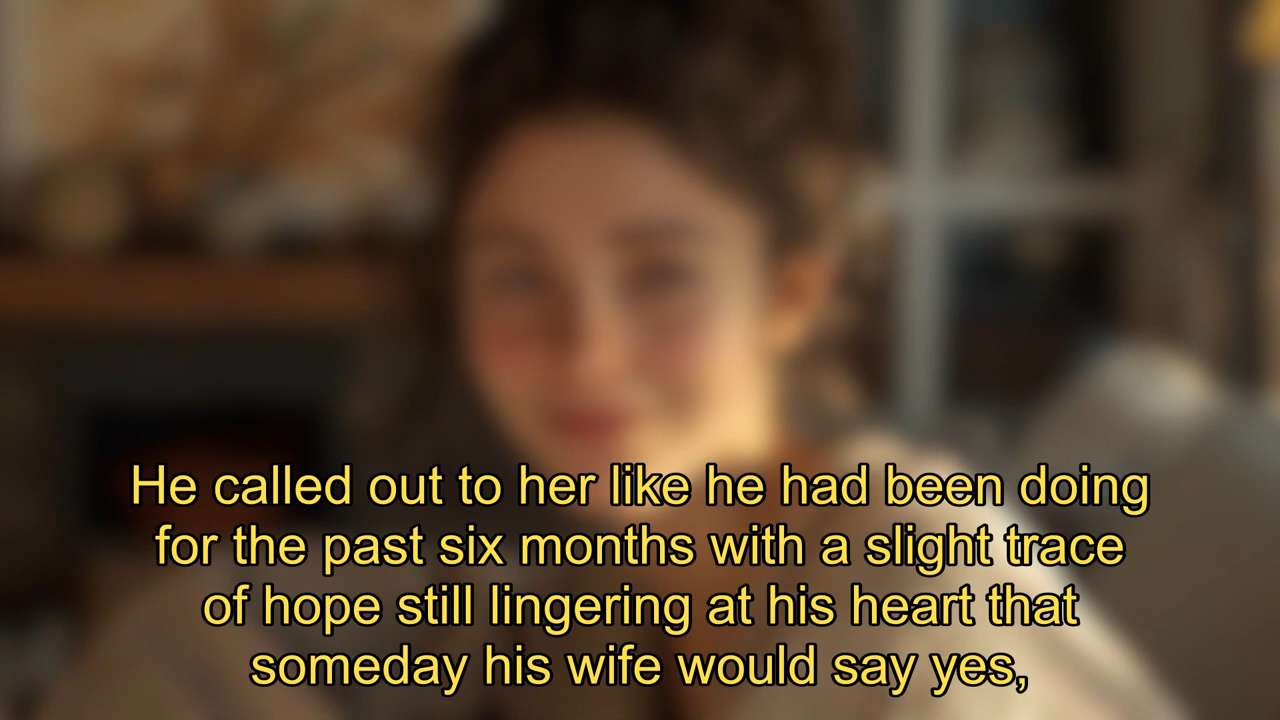 He called out to her like he had been doing
for the past six months with a slight trace
of hope still lingering at his heart that
someday his wife would say yes,